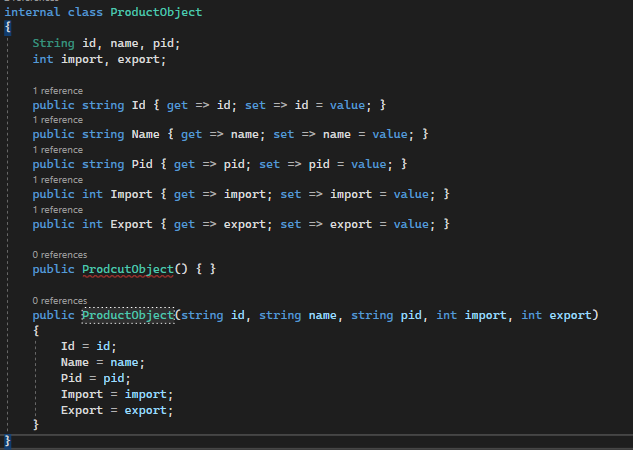 internal class ProductObject
{
String id, name, pid;
int import, export;
1 reference
public string Id { get => id; set => id = value; }
1 reference
public string Name { get => name; set => name = value; }
1 reference
public string Pid { get => pid; set => pid = value; }
1 reference
public int Import { get => import; set => import = value; }
1 reference
public int Export { get => export; set => export = value; }
0 references
public ProdcutObject() { }
0 references
public ProductObject(string id, string name, string pid, int import, int export)
{
Id = id;
Name = name;
Pid = pid;
Import = import;
Export = export;
}
}